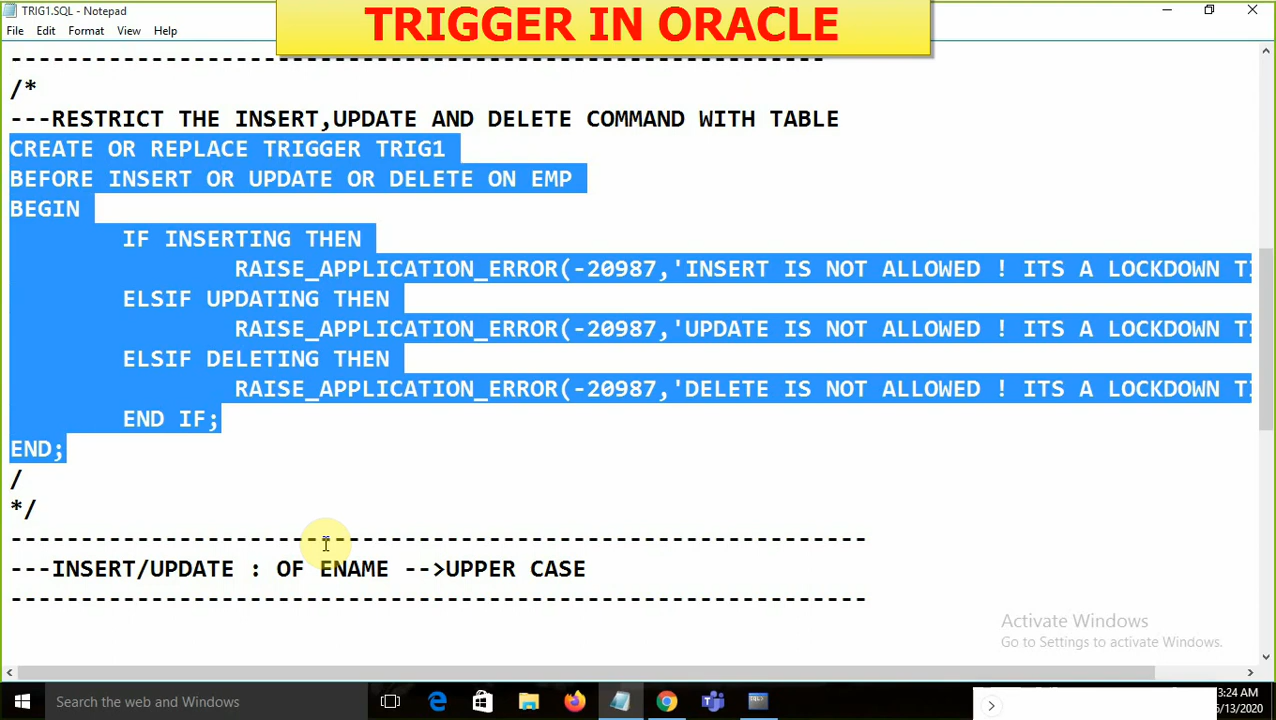 TRIG1.SQL - Notepad
TRIGGER IN ORACLE
File Edit Format View Help
----------------------------------------------------------
/*
---RESTRICT THE INSERT,UPDATE AND DELETE COMMAND WITH TABLE
CREATE OR REPLACE TRIGGER TRIG1
BEFORE INSERT OR UPDATE OR DELETE ON EMP
BEGIN
IF INSERTING THEN
RAISE_APPLICATION_ERROR(-20987,'INSERT IS NOT ALLOWED ! ITS A LOCKDOWN
ELSIF UPDATING THEN
RAISE_APPLICATION_ERROR(-20987,'UPDATE IS NOT ALLOWED ! ITS A LOCKDOWN
ELSIF DELETING THEN
RAISE_APPLICATION_ERROR(-20987,'DELETE IS NOT ALLOWED ! ITS A LOCKDOWN
END IF;
END;
/
*/
-------------------------------------------------------------
---INSERT/UPDATE : OF ENAME -->UPPER CASE
-------------------------------------------------------------
Activate Windows
Go to Settings to activate Windows.
Search the web and Windows
3:24 AM
/13/2020